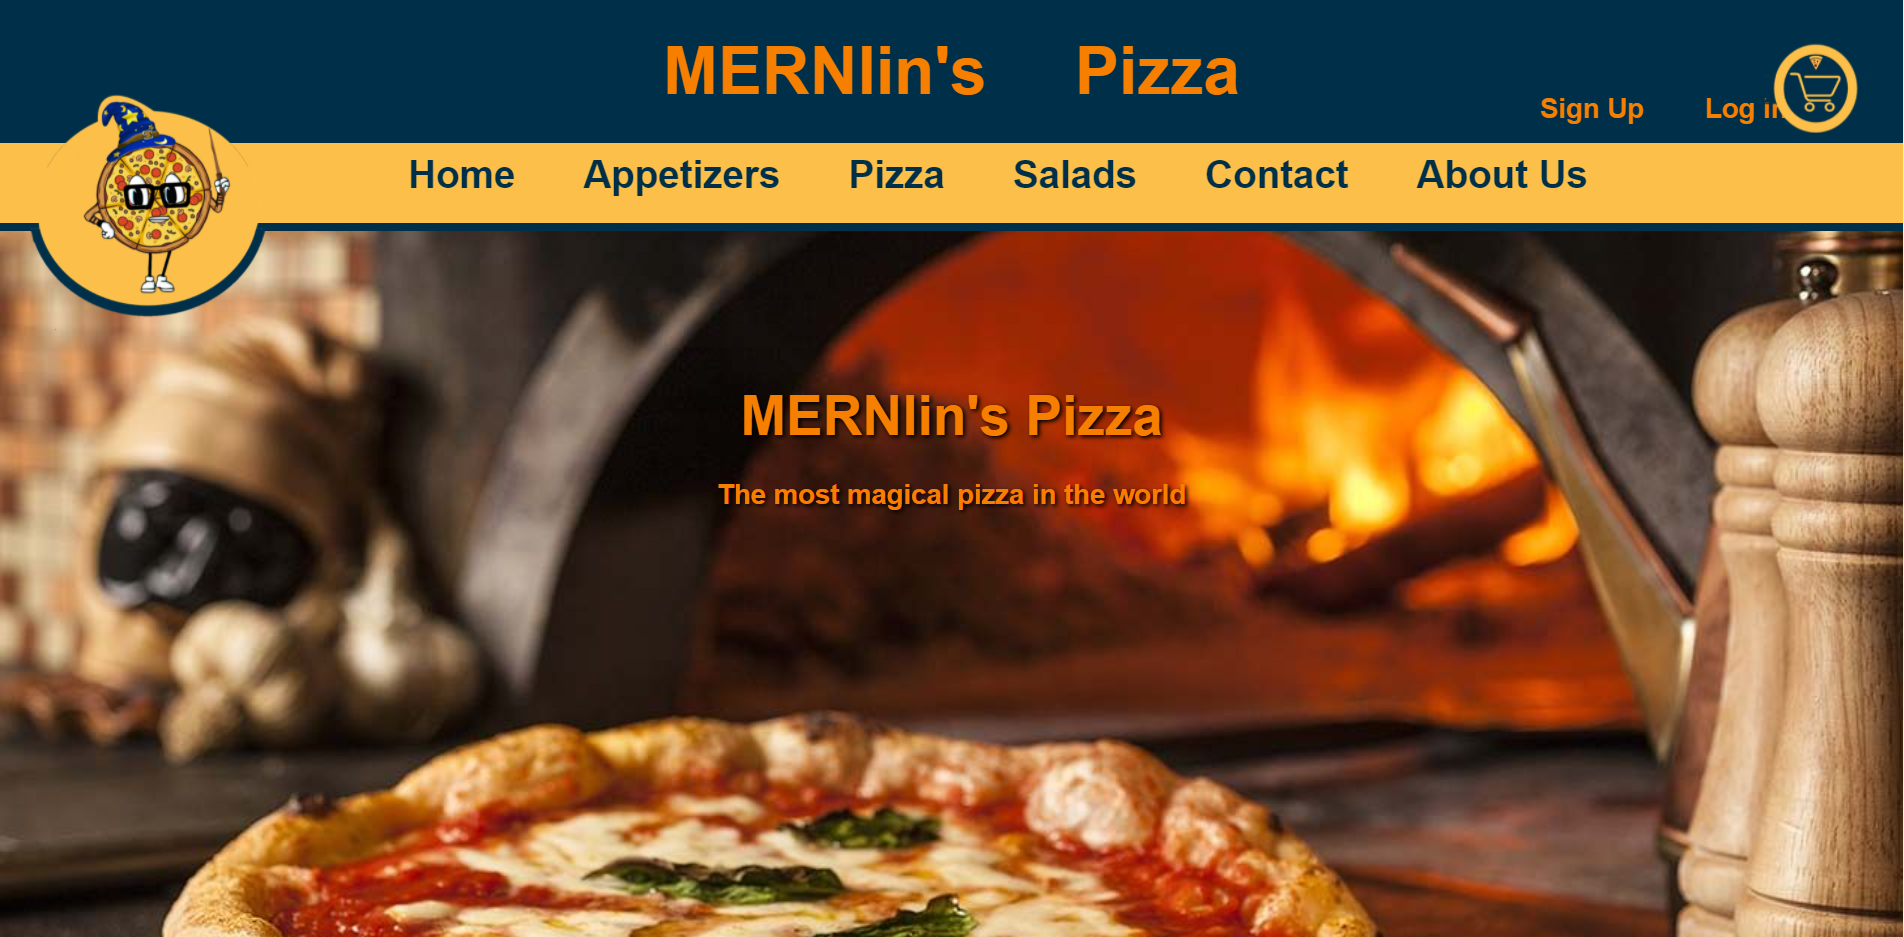 MERNlin's Pizza
Sign Up Log in
Home Appetizers Pizza Salads Contact About Us
MERNlin's Pizza
The most magical pizza in the world